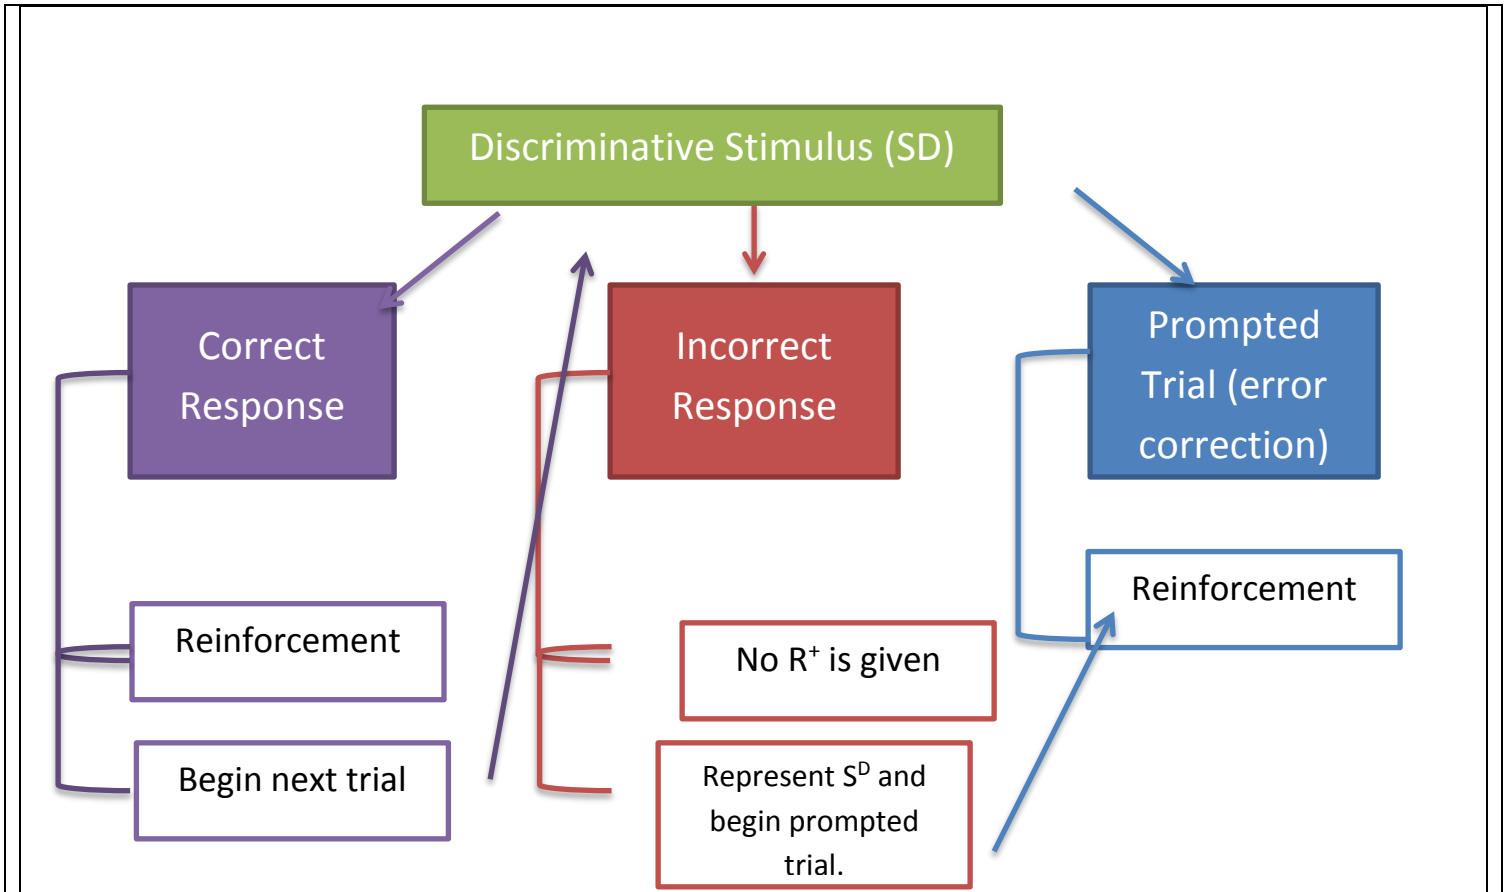 Discriminative Stimulus (SD)
Correct
Response
Incorrect
Response
Prompted
Trial (error
correction)
Reinforcement
Begin next trial
No R⁺ is given
Represent Sᴰ and
begin prompted
trial.
Reinforcement